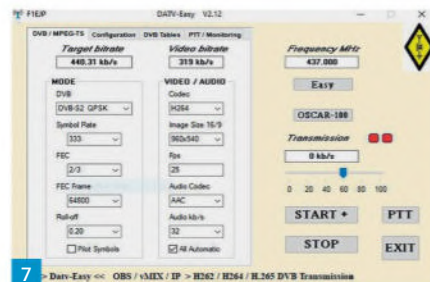 F1EJP DATV-Easy V2.12
DVB / MPEG-TS Configuration DVB Tables PTT / Monitoring
Target bitrate
440.31 kb/s
Video bitrate
319 kb/s
MODE
DVB
DVB-S2 QPSK
Symbol Rate
333
FEC
2/3
FEC Frame
64800
Roll-off
0.20
Pilot Symbols
VIDEO / AUDIO
Codec
H264
Image Size 16/9
960x540
Fps
25
Audio Codec
AAC
Audio kb/s
32
All Automatic
Frequency MHz
437.000
Easy
OSCAR-100
Transmission
0 kb/s
0 20 40 60 80 100
START + PTT
STOP EXIT
7 > Datv-Easy << OBS / vMIX / IP > H262 / H264 / H.265 DVB Transmission